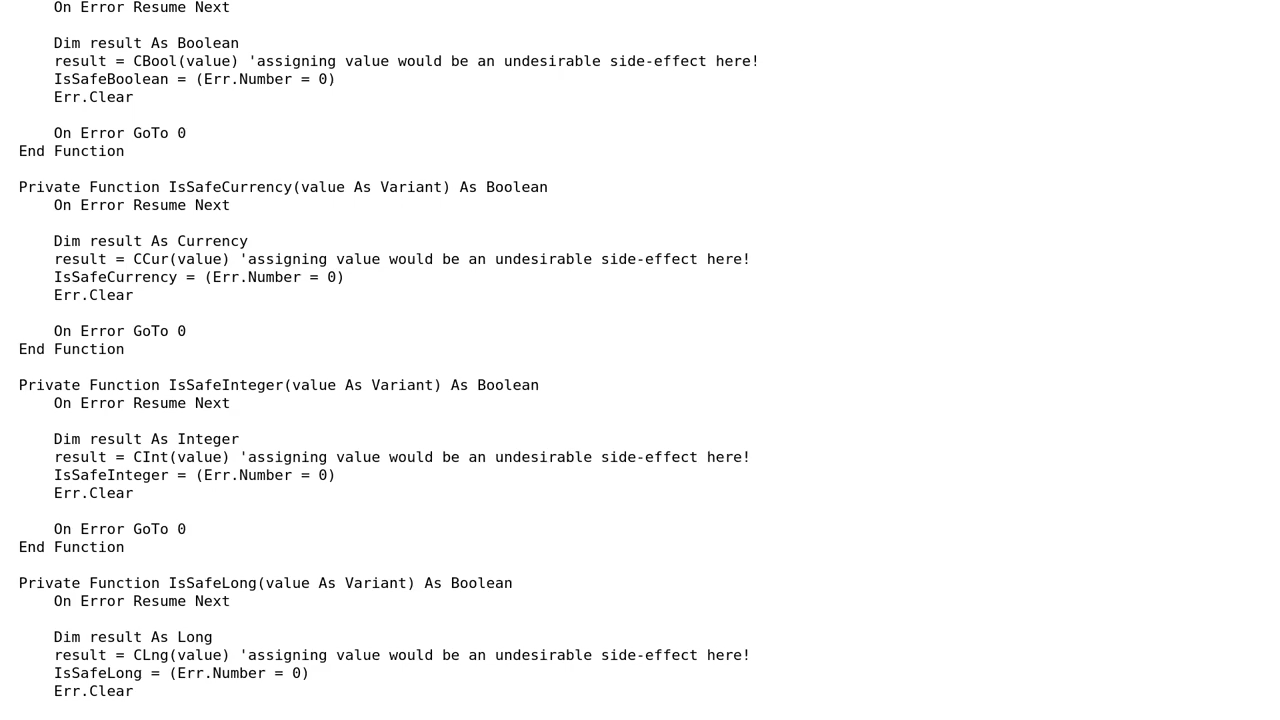 On Error Resume Next

    Dim result As Boolean
    result = CBool(value) 'assigning value would be an undesirable side-effect here!
    IsSafeBoolean = (Err.Number = 0)
    Err.Clear

    On Error GoTo 0
End Function

Private Function IsSafeCurrency(value As Variant) As Boolean
    On Error Resume Next

    Dim result As Currency
    result = CCur(value) 'assigning value would be an undesirable side-effect here!
    IsSafeCurrency = (Err.Number = 0)
    Err.Clear

    On Error GoTo 0
End Function

Private Function IsSafeInteger(value As Variant) As Boolean
    On Error Resume Next

    Dim result As Integer
    result = CInt(value) 'assigning value would be an undesirable side-effect here!
    IsSafeInteger = (Err.Number = 0)
    Err.Clear

    On Error GoTo 0
End Function

Private Function IsSafeLong(value As Variant) As Boolean
    On Error Resume Next

    Dim result As Long
    result = CLng(value) 'assigning value would be an undesirable side-effect here!
    IsSafeLong = (Err.Number = 0)
    Err.Clear